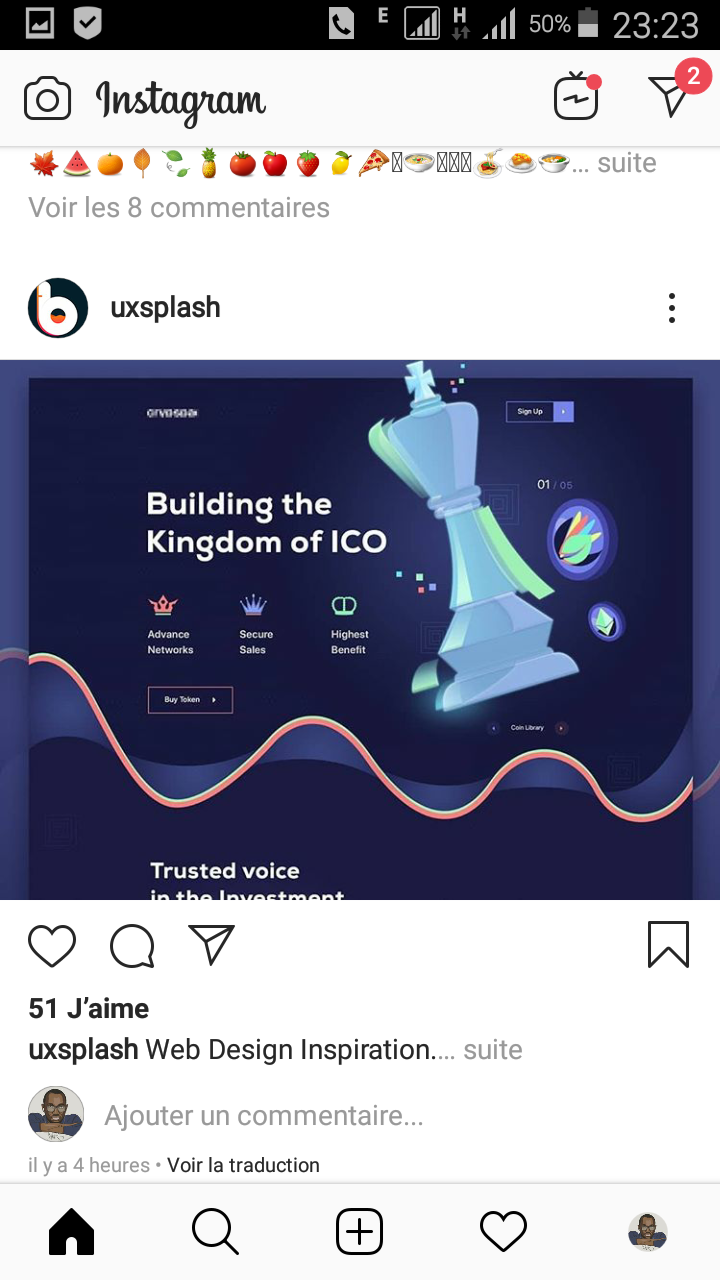 E H 50% 23:23
Instagram
2
... suite
Voir les 8 commentaires
uxsplash
Sign Up
01 / 05
Building the
Kingdom of ICO
Advance
Networks
Secure
Sales
Highest
Benefit
Buy Token
Coin Library
Trusted voice
in the Investment
51 J’aime
uxsplash Web Design Inspiration.... suite
Ajouter un commentaire...
il y a 4 heures • Voir la traduction